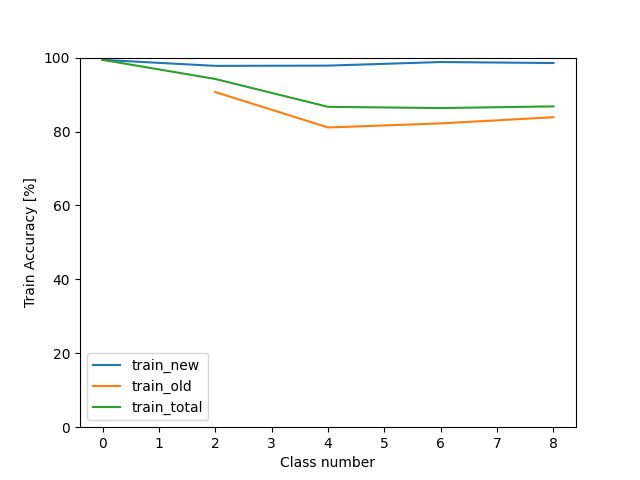 100
80
60
40
20
0
Train Accuracy [%]
train_new
train_old
train_total
0 1 2 3 4 5 6 7 8
Class number